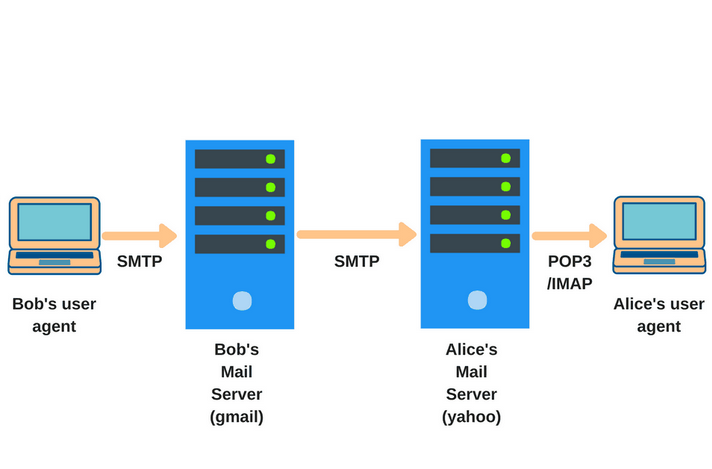 SMTP
SMTP
POP3
/IMAP
Bob's user
agent
Alice's user
agent
Bob's
Mail
Server
(gmail)
Alice's
Mail
Server
(yahoo)